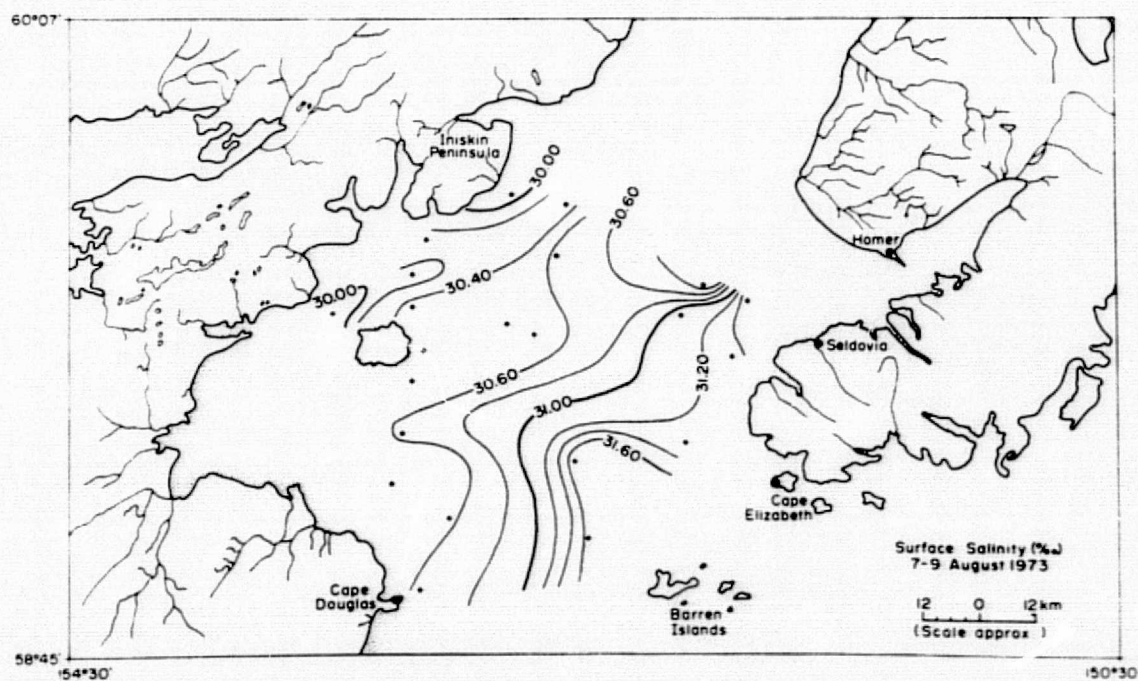 60°07'
Iniskin
Peninsula
30.00
30.60
Homer
30.40
30.00
Seldovia
31.20
30.60
31.00
31.60
Cape
Elizabeth
Surface Salinity (‰)
7-9 August 1973
Cape
Douglas
Barren
Islands
12 0 12 km
(Scale approx.)
58°45'
154°30'
150°30'